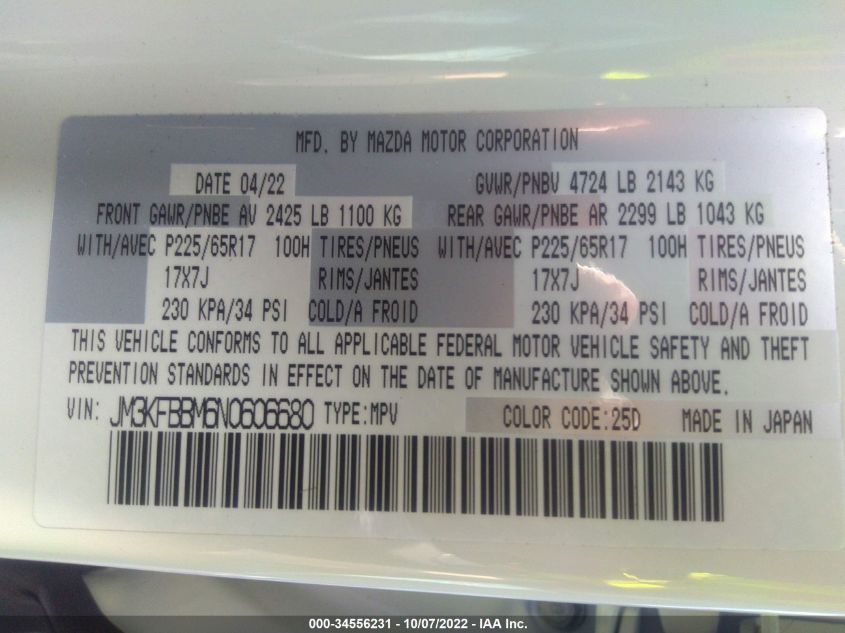 MFD. BY MAZDA MOTOR CORPORATION
DATE 04/22 GVWR/PNBV 4724 LB 2143 KG
FRONT GAWR/PNBE AV 2425 LB 1100 KG REAR GAWR/PNBE AR 2299 LB 1043 KG
WITH/AVEC P225/65R17 100H TIRES/PNEUS WITH/AVEC P225/65R17 100H TIRES/PNEUS
17X7J RIMS/JANTES 17X7J RIMS/JANTES
230 KPA/34 PSI COLD/A FROID 230 KPA/34 PSI COLD/A FROID
THIS VEHICLE CONFORMS TO ALL APPLICABLE FEDERAL MOTOR VEHICLE SAFETY AND THEFT
PREVENTION STANDARDS IN EFFECT ON THE DATE OF MANUFACTURE SHOWN ABOVE.
VIN: JM3KFBBM6N0606680 TYPE:MPV COLOR CODE:25D MADE IN JAPAN
000-34556231 - 10/07/2022 - IAA Inc.